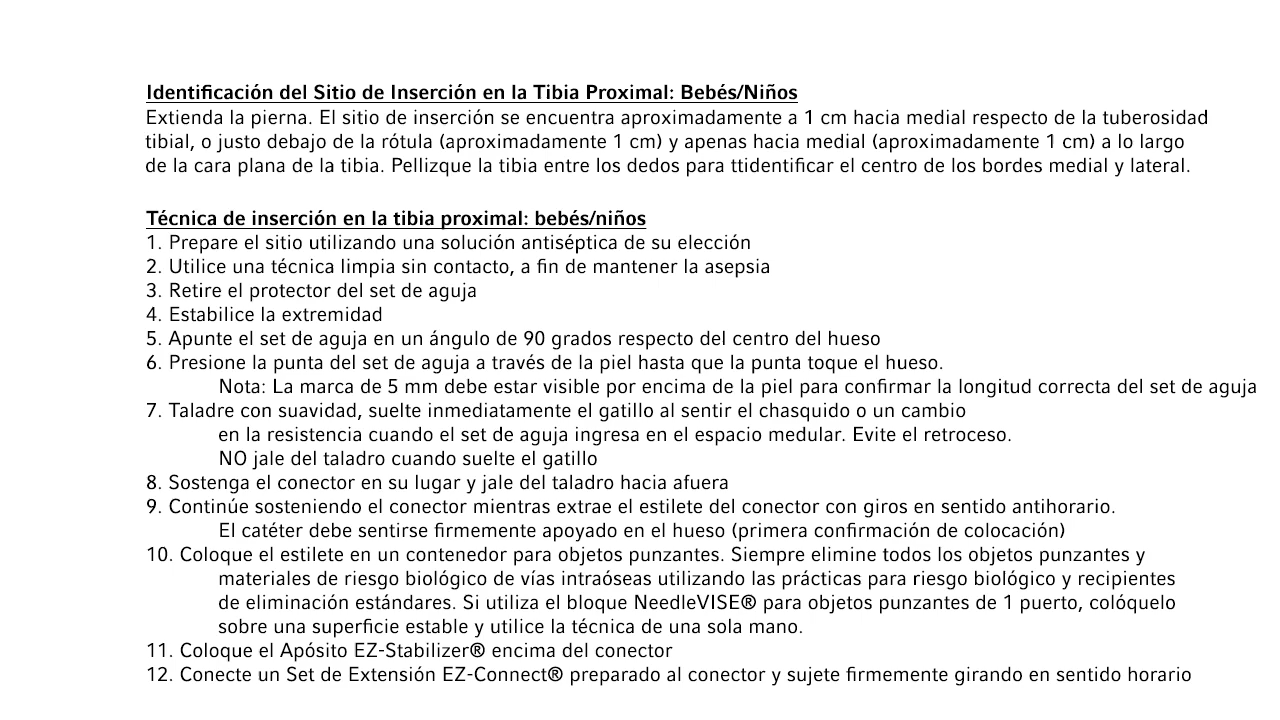 Identificación del Sitio de Inserción en la Tibia Proximal: Bebés/Niños
Extienda la pierna. El sitio de inserción se encuentra aproximadamente a 1 cm hacia medial respecto de la tuberosidad
tibial, o justo debajo de la rótula (aproximadamente 1 cm) y apenas hacia medial (aproximadamente 1 cm) a lo largo
de la cara plana de la tibia. Pellizque la tibia entre los dedos para ttidentificar el centro de los bordes medial y lateral.
Técnica de inserción en la tibia proximal: bebés/niños
1. Prepare el sitio utilizando una solución antiséptica de su elección
2. Utilice una técnica limpia sin contacto, a fin de mantener la asepsia
3. Retire el protector del set de aguja
4. Estabilice la extremidad
5. Apunte el set de aguja en un ángulo de 90 grados respecto del centro del hueso
6. Presione la punta del set de aguja a través de la piel hasta que la punta toque el hueso.
Nota: La marca de 5 mm debe estar visible por encima de la piel para confirmar la longitud correcta del set de aguja
7. Taladre con suavidad, suelte inmediatamente el gatillo al sentir el chasquido o un cambio
en la resistencia cuando el set de aguja ingresa en el espacio medular. Evite el retroceso.
NO jale del taladro cuando suelte el gatillo
8. Sostenga el conector en su lugar y jale del taladro hacia afuera
9. Continúe sosteniendo el conector mientras extrae el estilete del conector con giros en sentido antihorario.
El catéter debe sentirse firmemente apoyado en el hueso (primera confirmación de colocación)
10. Coloque el estilete en un contenedor para objetos punzantes. Siempre elimine todos los objetos punzantes y
materiales de riesgo biológico de vías intraóseas utilizando las prácticas para riesgo biológico y recipientes
de eliminación estándares. Si utiliza el bloque NeedleVISE® para objetos punzantes de 1 puerto, colóquelo
sobre una superficie estable y utilice la técnica de una sola mano.
11. Coloque el Apósito EZ-Stabilizer® encima del conector
12. Conecte un Set de Extensión EZ-Connect® preparado al conector y sujete firmemente girando en sentido horario